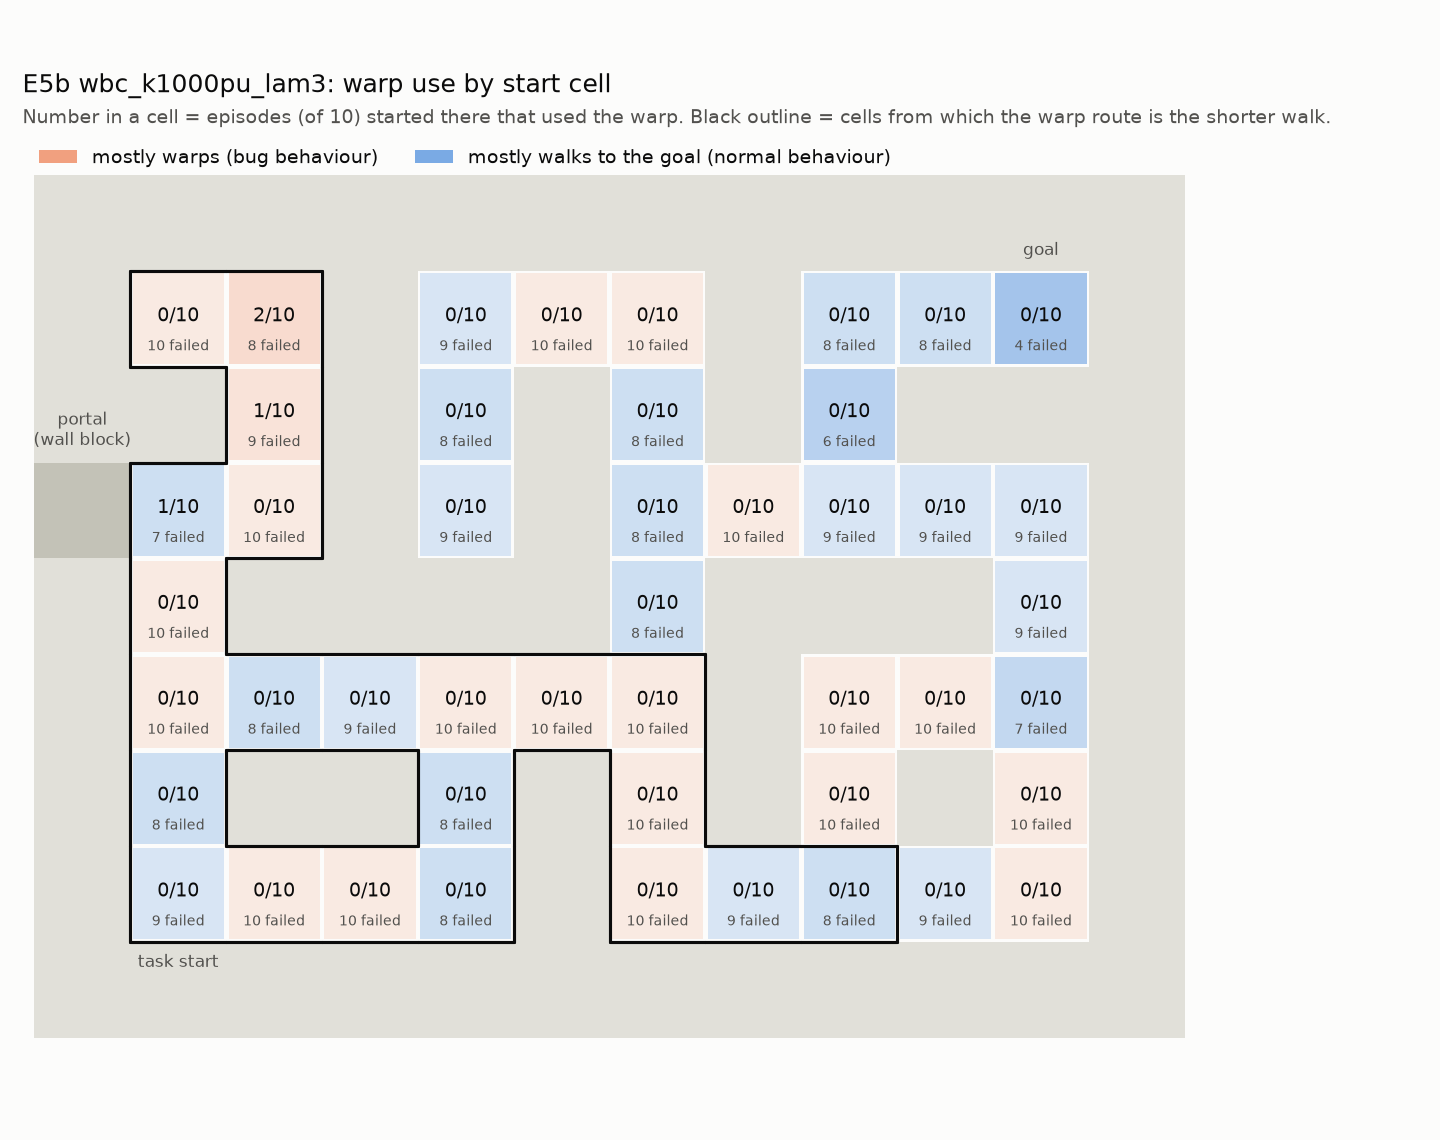 E5b wbc_k1000pu_lam3: warp use by start cell
Number in a cell = episodes (of 10) started there that used the warp. Black outline = cells from which the warp route is the shorter walk.
mostly warps (bug behaviour) mostly walks to the goal (normal behaviour)
goal
0/10 2/10 0/10 0/10 0/10 0/10 0/10 0/10
10 failed 8 failed 9 failed 10 failed 10 failed 8 failed 8 failed 4 failed
portal
(wall block)
1/10 0/10 0/10 0/10
9 failed 8 failed 8 failed 6 failed
1/10 0/10 0/10 0/10 0/10 0/10 0/10 0/10
7 failed 10 failed 9 failed 8 failed 10 failed 9 failed 9 failed 9 failed
0/10 0/10 0/10
10 failed 8 failed 9 failed
0/10 0/10 0/10 0/10 0/10 0/10 0/10 0/10 0/10
10 failed 8 failed 9 failed 10 failed 10 failed 10 failed 10 failed 10 failed 7 failed
0/10 0/10 0/10 0/10 0/10
8 failed 8 failed 10 failed 10 failed 10 failed
0/10 0/10 0/10 0/10 0/10 0/10 0/10 0/10 0/10
9 failed 10 failed 10 failed 8 failed 10 failed 9 failed 8 failed 9 failed 10 failed
task start